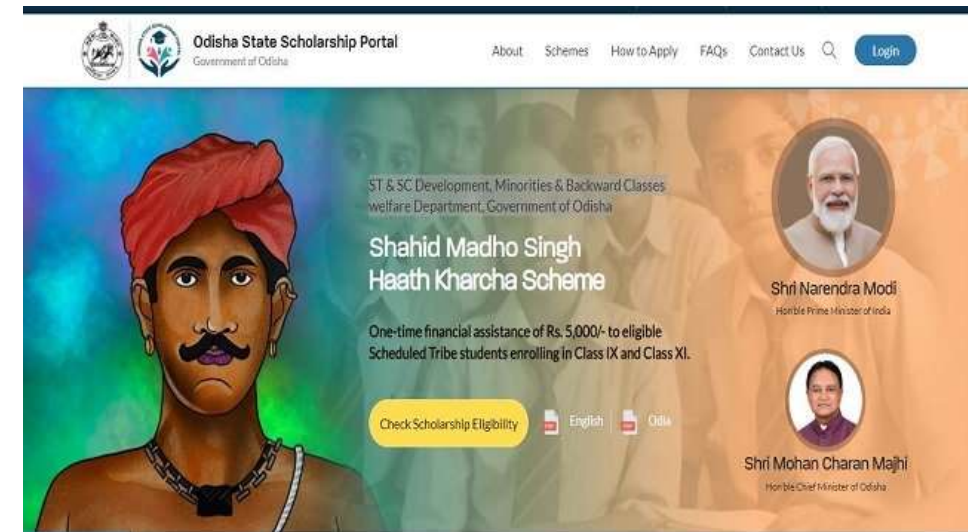 Odisha State Scholarship Portal
Government of Odisha
About Schemes How to Apply FAQs Contact Us Login
ST & SC Development, Minorities & Backward Classes
welfare Department, Government of Odisha
Shahid Madho Singh
Haath Kharcha Scheme
One-time financial assistance of Rs. 5,000/- to eligible
Scheduled Tribe students enrolling in Class IX and Class XI.
Check Scholarship Eligibility English Odia
Shri Narendra Modi
Hon'ble Prime Minister of India
Shri Mohan Charan Majhi
Hon'ble Chief Minister of Odisha